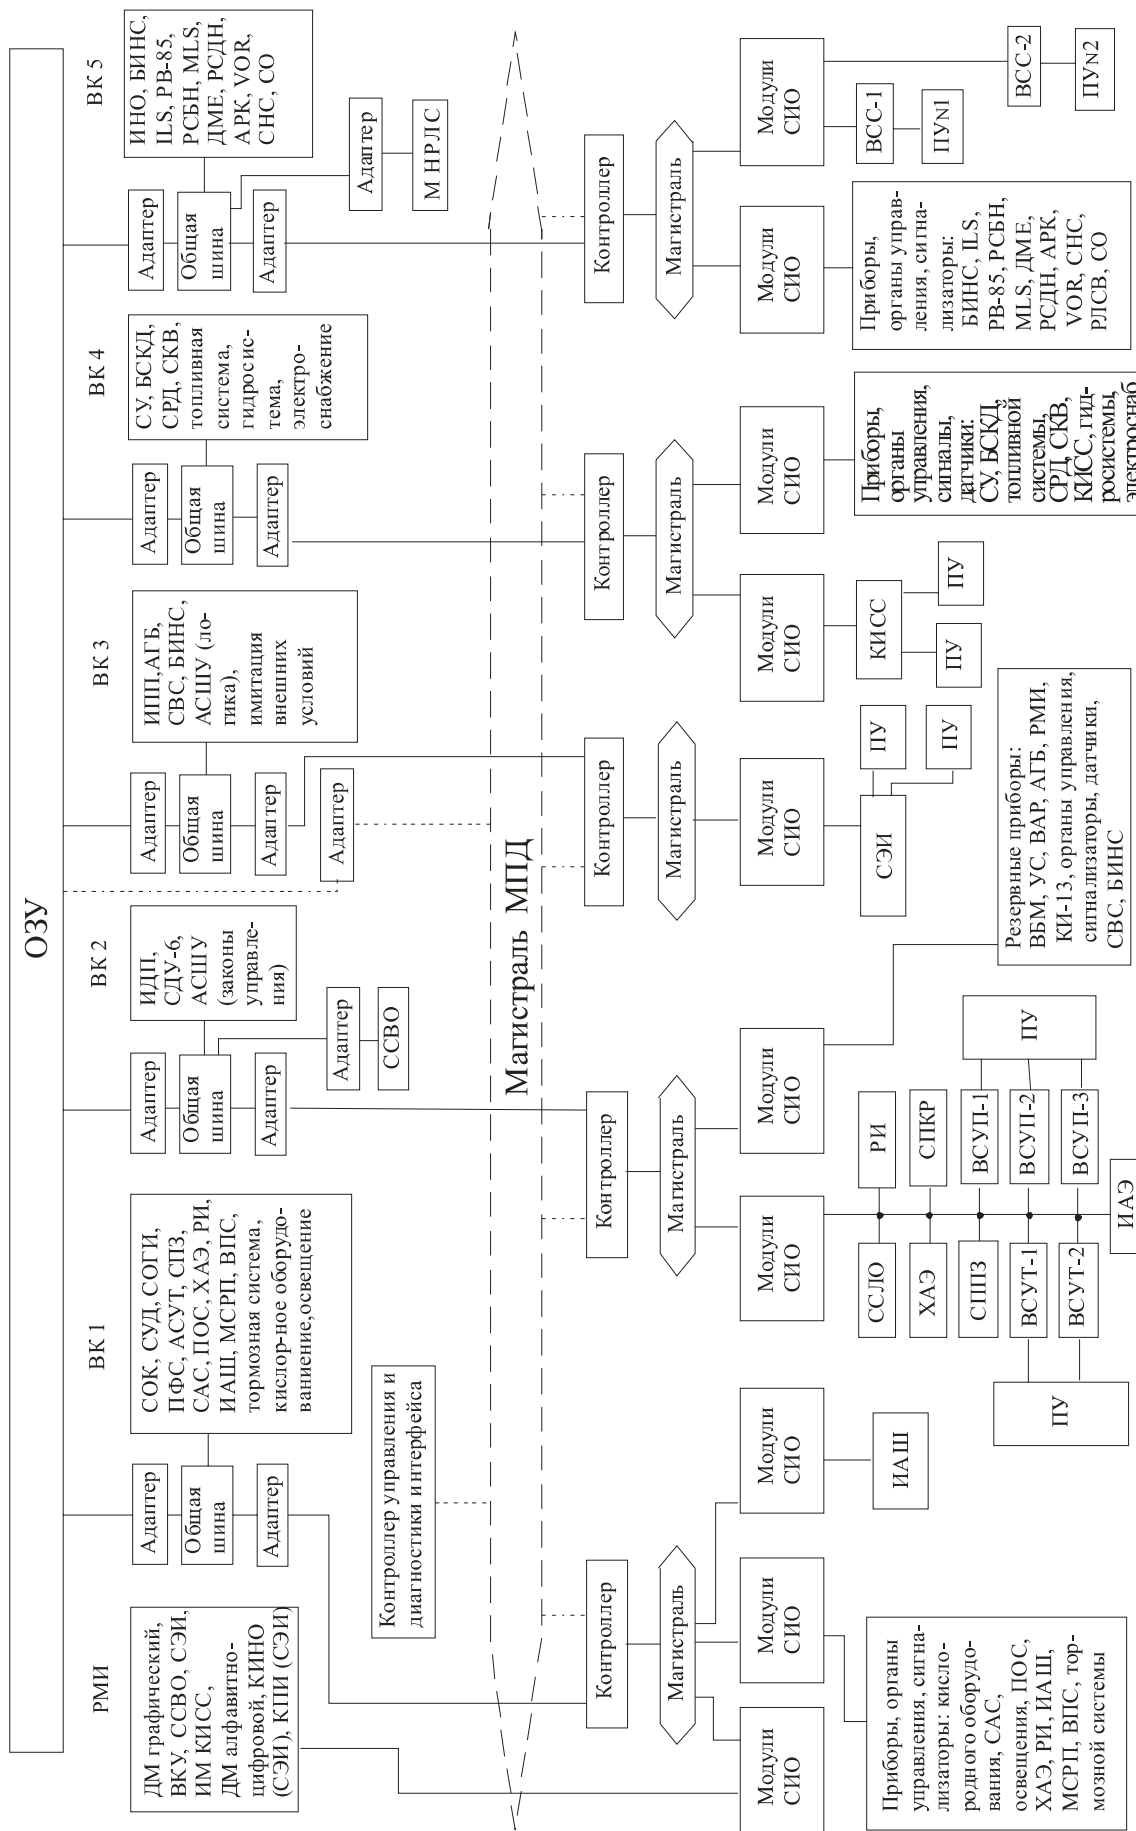 ОЗУ
РМИ
ДМ графический,
ВКУ, ССВО, СЭИ,
ИМ КИСС,
ДМ алфавитно-
цифровой, КИНО
(СЭИ), КПИ (СЭИ)
ВК 1
Адаптер
Общая
шина
Адаптер
СОК, СУД, СОГИ,
ПФС, АСУТ, СПЗ,
САС, ПОС, ХАЭ, РИ,
ИАШ, МСРП, ВПС,
тормозная система,
кислор-ное оборудо-
ваниение,освещение
ВК 2
Адаптер
Общая
шина
Адаптер
ИДП,
СДУ-6,
АСШУ
(законы
управле-
ния)
Адаптер
ССВО
ВК 3
Адаптер
Общая
шина
Адаптер
Адаптер
ИПП,АГБ,
СВС, БИНС,
АСШУ (ло-
гика),
имитация
внешних
условий
ВК 4
Адаптер
Общая
шина
Адаптер
СУ, БСКД,
СРД, СКВ,
топливная
система,
гидросис-
тема,
электро-
снабжение
ВК 5
Адаптер
Общая
шина
Адаптер
ИНО, БИНС,
ILS, РВ-85,
РСБН, MLS,
ДМЕ, РСДН,
АРК, VOR,
СНС, СО
Адаптер
МНРЛС
Контроллер управления и
диагностики интерфейса
Магистраль МПД
Контроллер
Магистраль
Контроллер
Магистраль
Контроллер
Магистраль
Контроллер
Магистраль
Контроллер
Магистраль
Модули
СИО
Модули
СИО
Модули
СИО
Модули
СИО
Модули
СИО
Модули
СИО
Модули
СИО
Модули
СИО
Модули
СИО
Модули
СИО
Приборы, органы
управления, сигна-
лизаторы: кисло-
родного оборудо-
вания, САС,
освещения, ПОС,
ХАЭ, РИ, ИАШ,
МСРП, ВПС, тор-
мозной системы
ИАШ
ССЛО
РИ
ХАЭ
СПКР
СППЗ
ВСУП-1
ВСУТ-1
ВСУП-2
ВСУТ-2
ВСУП-3
ПУ
ПУ
ИАЭ
Резервные приборы:
ВБМ, УС, ВАР, АГБ, РМИ,
КИ-13, органы управления,
сигнализаторы, датчики,
СВС, БИНС
СЭИ
ПУ
ПУ
КИСС
ПУ
ПУ
Приборы,
органы
управления,
сигналы,
датчики:
СУ, БСКД,
топливной
системы,
СРД, СКВ,
КИСС, гид-
росистемы,
электроснаб
Приборы,
органы управ-
ления, сигна-
лизаторы:
БИНС, ILS,
РВ-85, РСБН,
MLS, ДМЕ,
РСДН, АРК,
VOR, СНС,
РЛСВ, СО
ВСС-1
ПУN1
ВСС-2
ПУN2